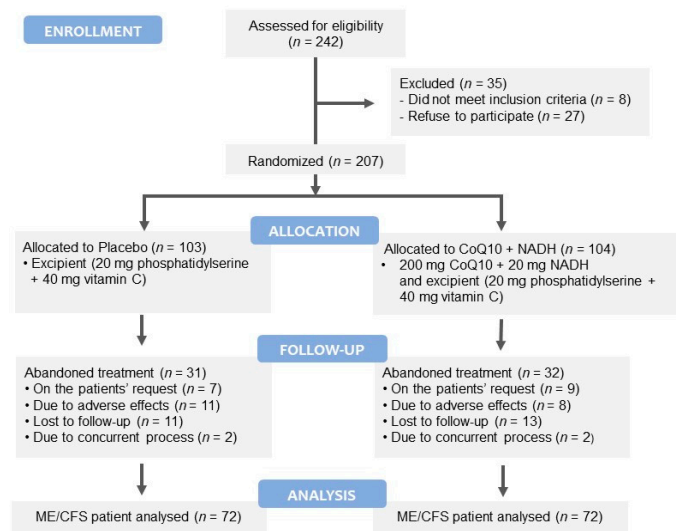 ENROLLMENT
Assessed for eligibility
(n = 242)
Excluded (n = 35)
- Did not meet inclusion criteria (n = 8)
- Refuse to participate (n = 27)
Randomized (n = 207)
ALLOCATION
Allocated to Placebo (n = 103)
• Excipient (20 mg phosphatidylserine
+ 40 mg vitamin C)
Allocated to CoQ10 + NADH (n = 104)
• 200 mg CoQ10 + 20 mg NADH
and excipient (20 mg phosphatidylserine +
40 mg vitamin C)
FOLLOW-UP
Abandoned treatment (n = 31)
• On the patients' request (n = 7)
• Due to adverse effects (n = 11)
• Lost to follow-up (n = 11)
• Due to concurrent process (n = 2)
Abandoned treatment (n = 32)
• On the patients' request (n = 9)
• Due to adverse effects (n = 8)
• Lost to follow-up (n = 13)
• Due to concurrent process (n = 2)
ANALYSIS
ME/CFS patient analysed (n = 72)
ME/CFS patient analysed (n = 72)